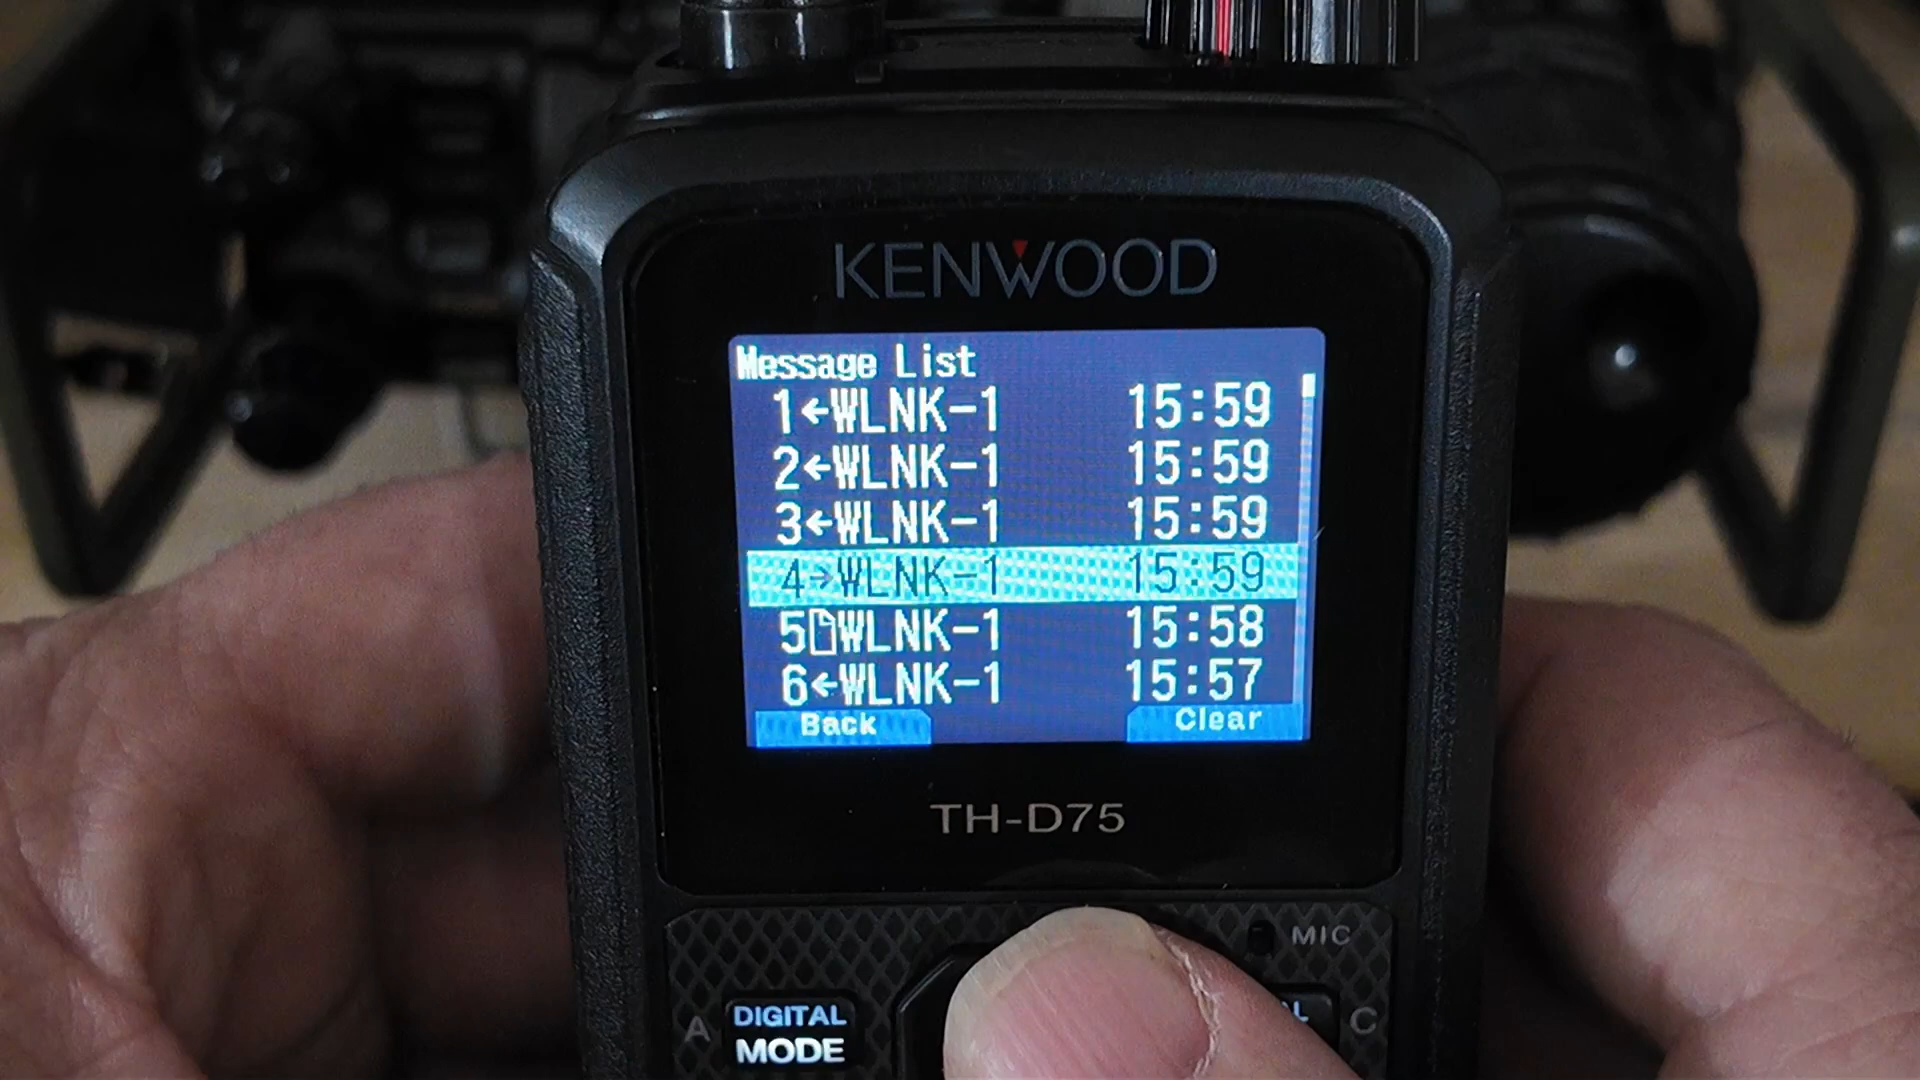 KENWOOD
Message List
1←WLNK-1 15:59
2←WLNK-1 15:59
3←WLNK-1 15:59
4→WLNK-1 15:59
5WLNK-1 15:58
6←WLNK-1 15:57
Back Clear
TH-D75
MIC
A DIGITAL MODE
C